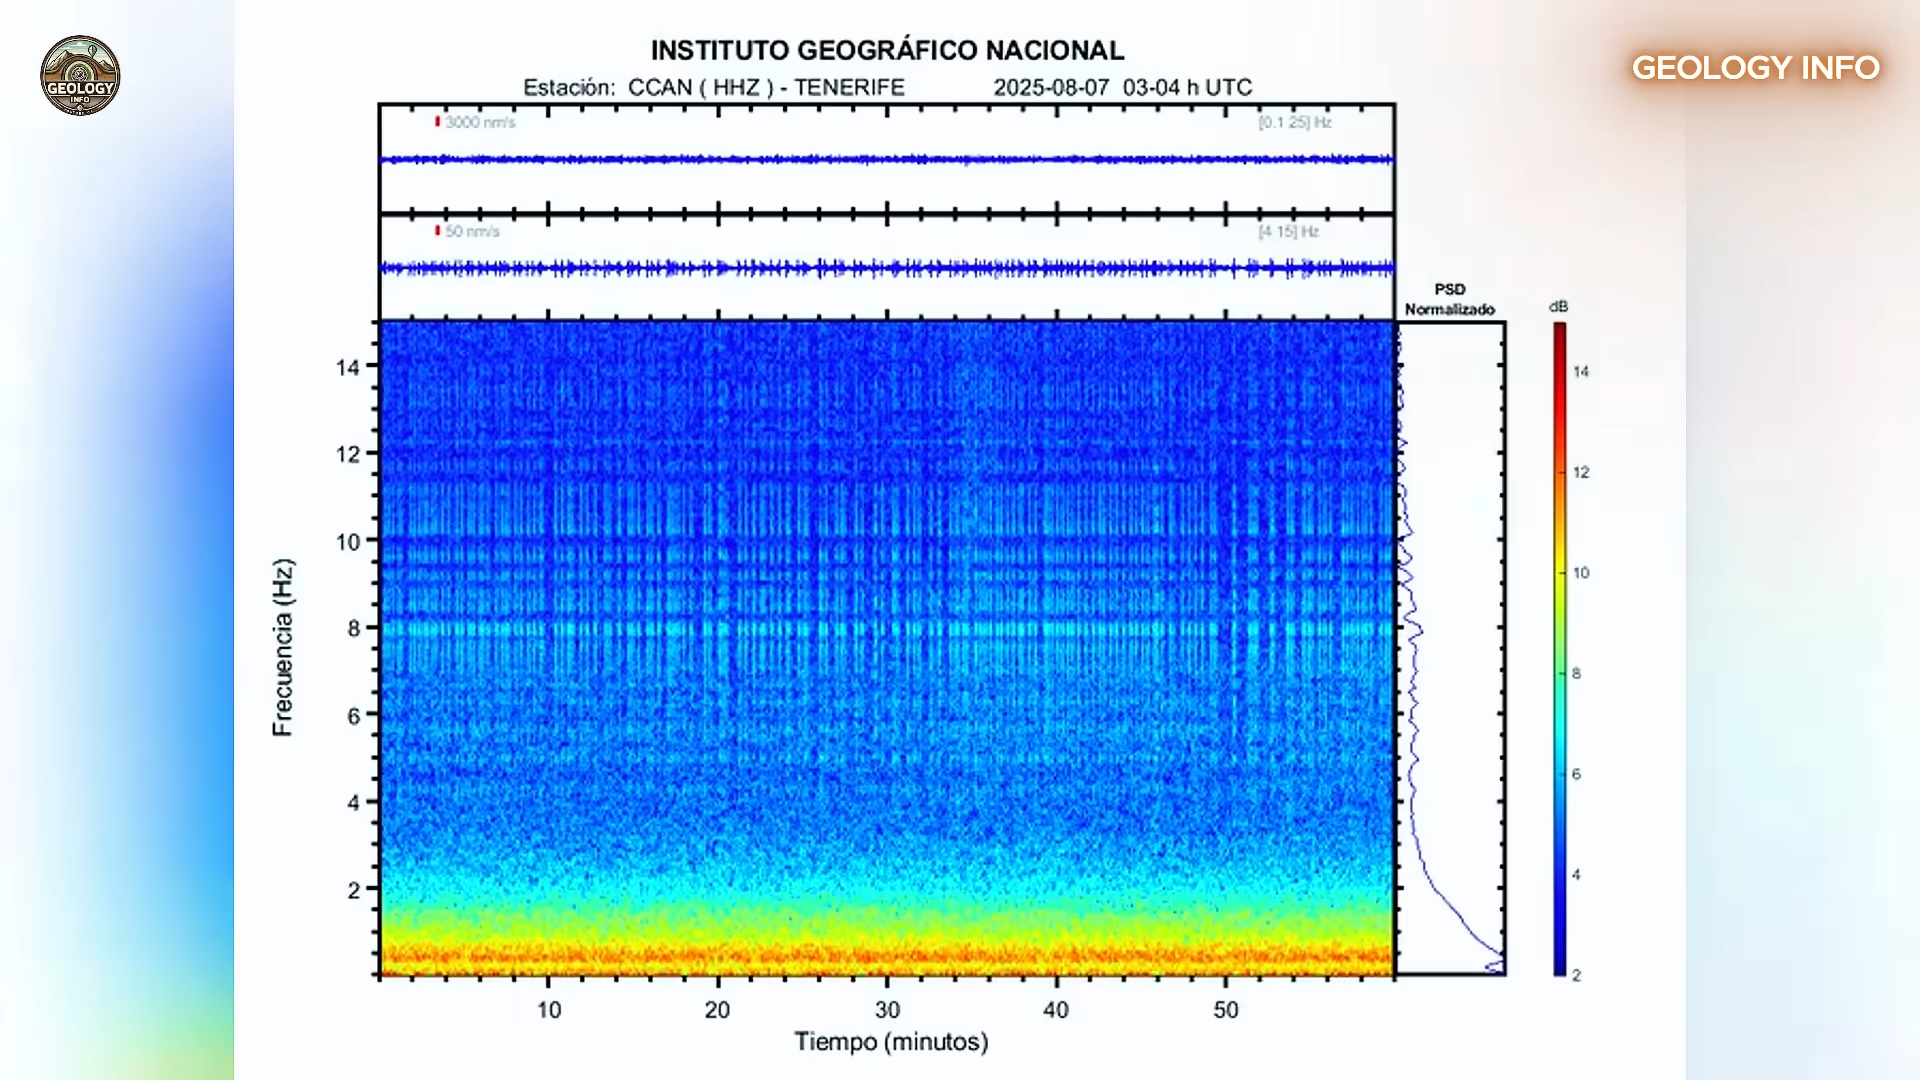 GEOLOGY
INFO
GEOLOGY INFO
INSTITUTO GEOGRÁFICO NACIONAL
Estación: CCAN ( HHZ ) - TENERIFE 2025-08-07 03-04 h UTC
3000 nm/s [0.1 25] Hz
50 nm/s [4 15] Hz
PSD
Normalizado
dB
14
12
10
8
6
4
2
14
12
10
8
6
4
2
Frecuencia (Hz)
10 20 30 40 50
Tiempo (minutos)